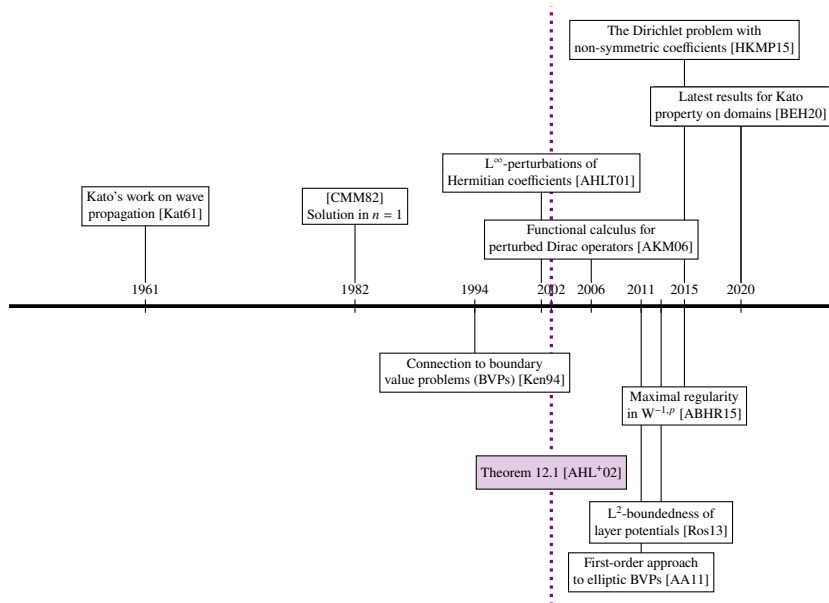 The Dirichlet problem with
non-symmetric coefficients [HKMP15]
Latest results for Kato
property on domains [BEH20]
L∞-perturbations of
Hermitian coefficients [AHLT01]
Kato's work on wave
propagation [Kat61]
[CMM82]
Solution in n = 1
Functional calculus for
perturbed Dirac operators [AKM06]
1961 1982 1994 2002 2006 2011 2015 2020
Connection to boundary
value problems (BVPs) [Ken94]
Maximal regularity
in W⁻¹,ᵖ [ABHR15]
Theorem 12.1 [AHL⁺02]
L²-boundedness of
layer potentials [Ros13]
First-order approach
to elliptic BVPs [AA11]